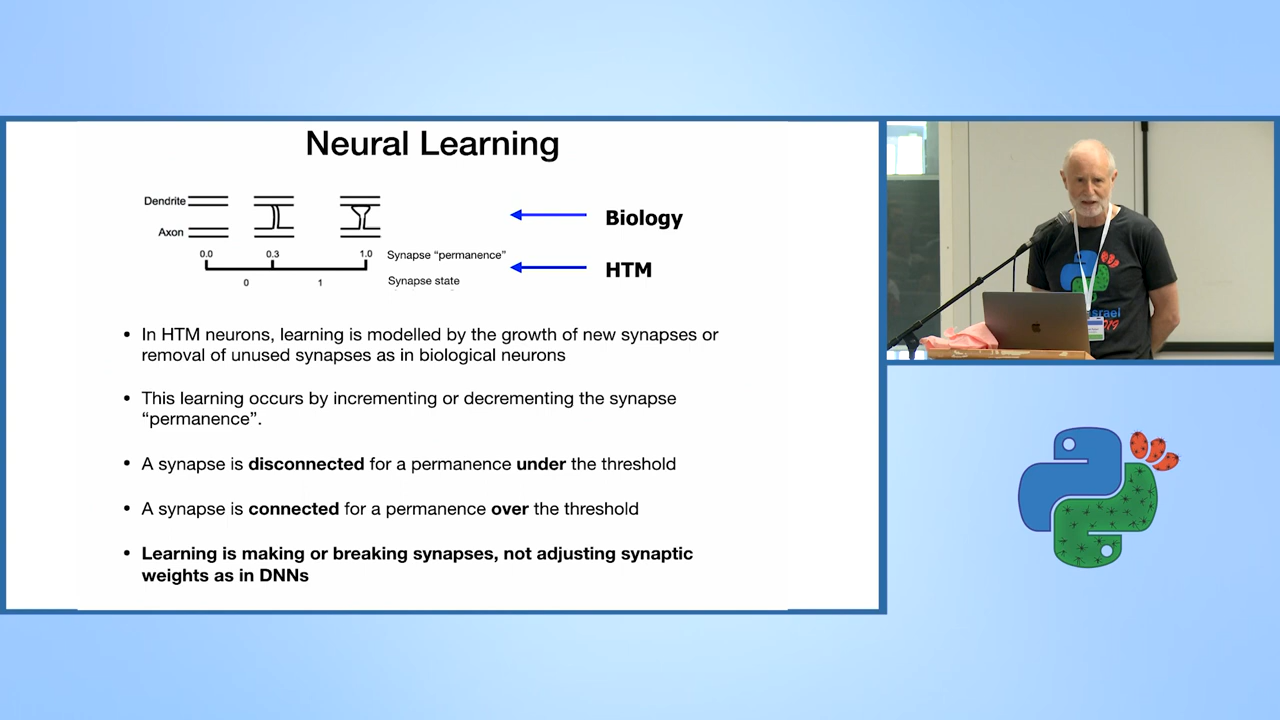 Neural Learning
Dendrite
Axon
Biology
0.0 0.3 1.0 Synapse “permanence”
HTM
0 1 Synapse state
• In HTM neurons, learning is modelled by the growth of new synapses or
removal of unused synapses as in biological neurons
• This learning occurs by incrementing or decrementing the synapse
“permanence”.
• A synapse is disconnected for a permanence under the threshold
• A synapse is connected for a permanence over the threshold
• Learning is making or breaking synapses, not adjusting synaptic
weights as in DNNs